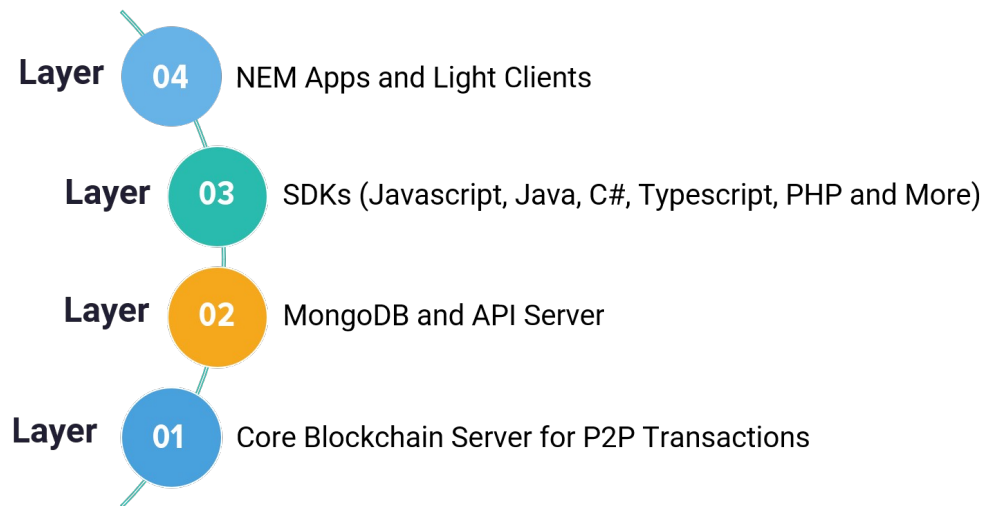 Layer 04 NEM Apps and Light Clients
Layer 03 SDKs (Javascript, Java, C#, Typescript, PHP and More)
Layer 02 MongoDB and API Server
Layer 01 Core Blockchain Server for P2P Transactions